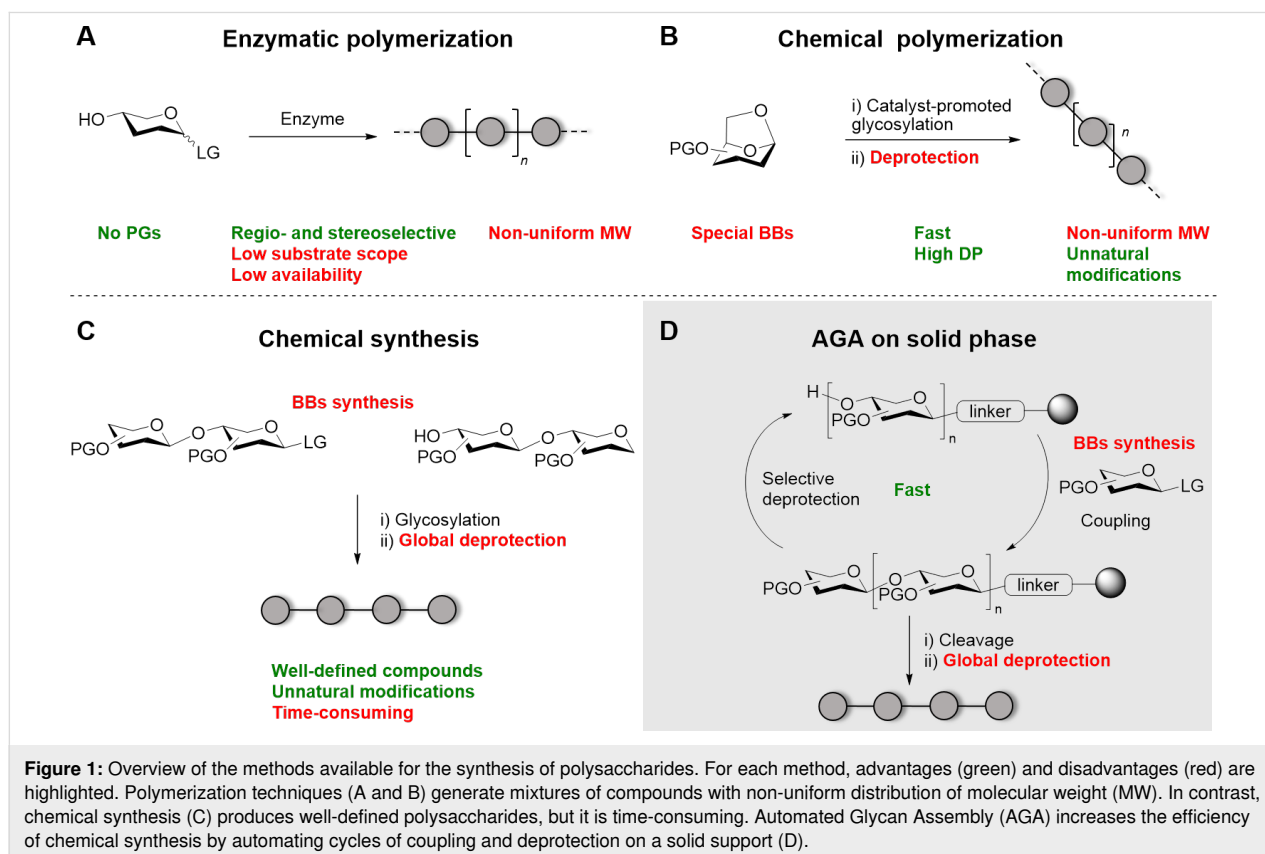 A
Enzymatic polymerization
HO
O
LG
Enzyme
n
No PGs
Regio- and stereoselective
Low substrate scope
Low availability
Non-uniform MW
B
Chemical polymerization
O
PGO
O
i) Catalyst-promoted
glycosylation
ii) Deprotection
n
Special BBs
Fast
High DP
Non-uniform MW
Unnatural
modifications
C
Chemical synthesis
BBs synthesis
O
PGO
O
O
PGO
LG
HO
O
PGO
O
O
PGO
i) Glycosylation
ii) Global deprotection
Well-defined compounds
Unnatural modifications
Time-consuming
D
AGA on solid phase
H
O
PGO
O
n
linker
BBs synthesis
O
PGO
LG
Coupling
Selective
deprotection
Fast
O
PGO
O
O
PGO
n
linker
i) Cleavage
ii) Global deprotection
Figure 1: Overview of the methods available for the synthesis of polysaccharides. For each method, advantages (green) and disadvantages (red) are
highlighted. Polymerization techniques (A and B) generate mixtures of compounds with non-uniform distribution of molecular weight (MW). In contrast,
chemical synthesis (C) produces well-defined polysaccharides, but it is time-consuming. Automated Glycan Assembly (AGA) increases the efficiency
of chemical synthesis by automating cycles of coupling and deprotection on a solid support (D).